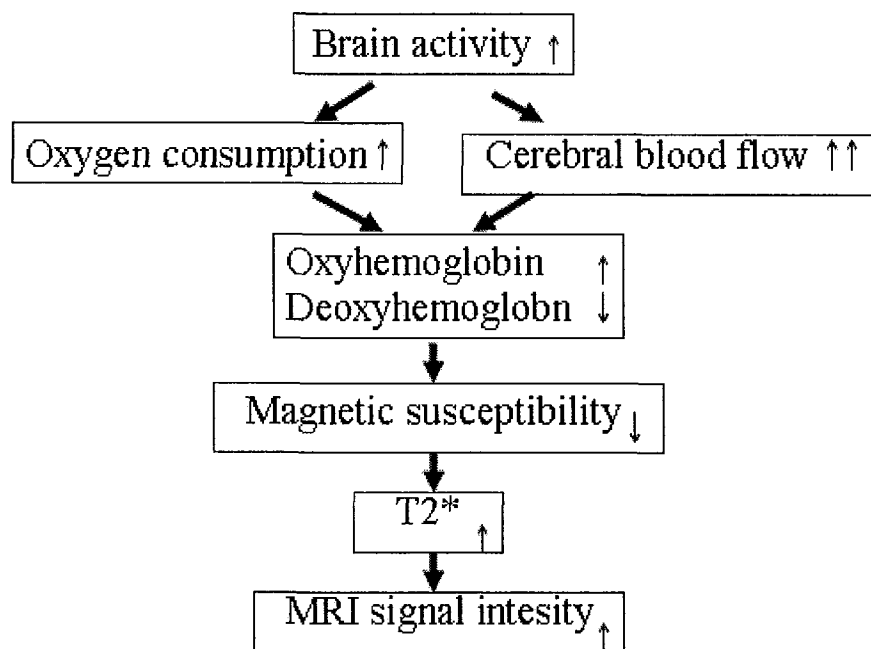 Brain activity ↑
Oxygen consumption ↑
Cerebral blood flow ↑↑
Oxyhemoglobin ↑
Deoxyhemoglobn ↓
Magnetic susceptibility ↓
T2* ↑
MRI signal intesity ↑